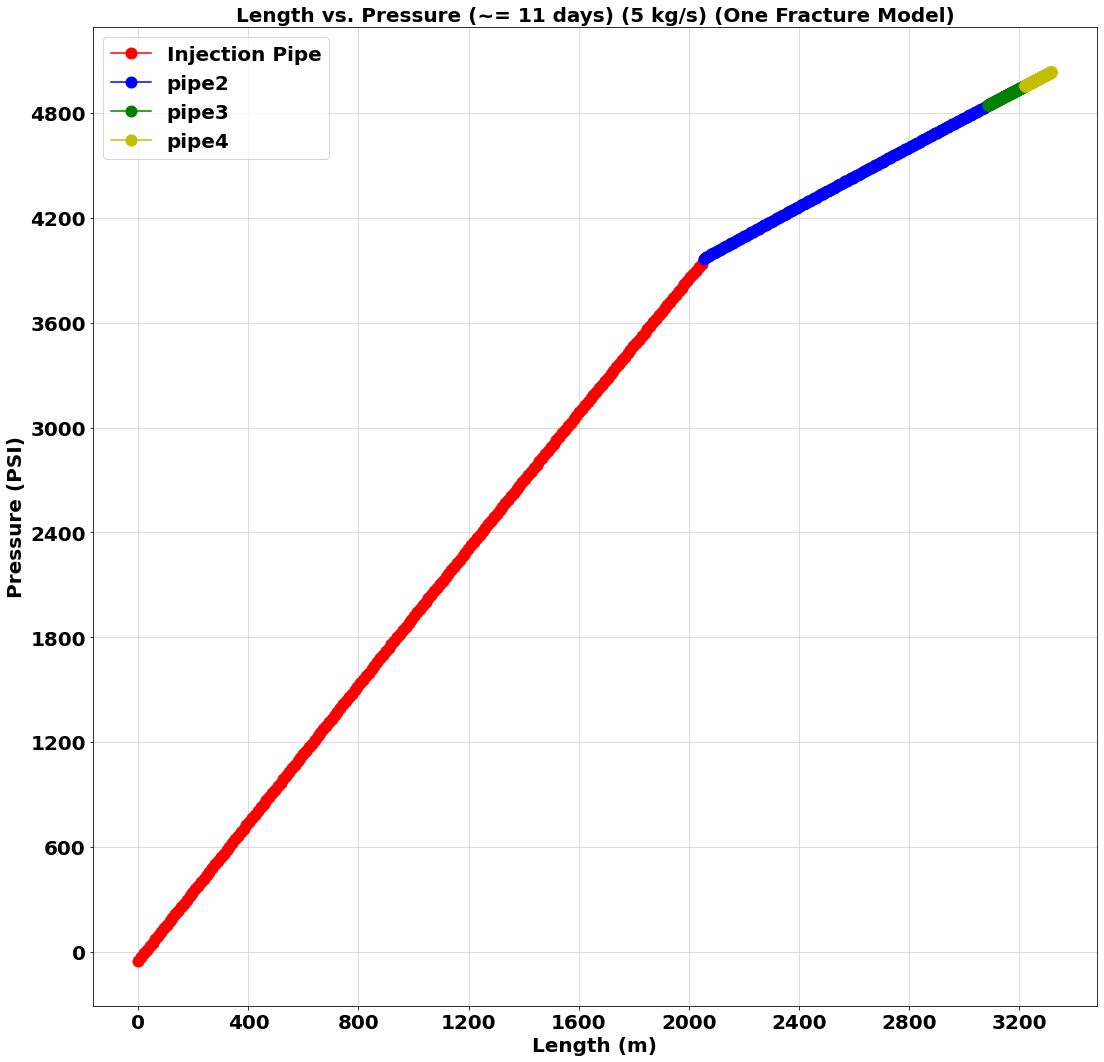 Length vs. Pressure (~= 11 days) (5 kg/s) (One Fracture Model)
Injection Pipe
pipe2
pipe3
pipe4
Pressure (PSI)
4800
4200
3600
3000
2400
1800
1200
600
0
0 400 800 1200 1600 2000 2400 2800 3200
Length (m)